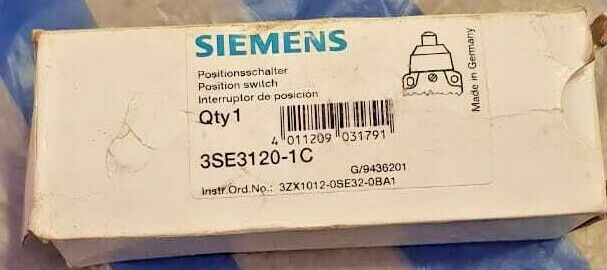 SIEMENS
Positionsschalter
Position switch
Interruptor de posición
Qty 1
4 011209 031791
3SE3120-1C
G/9436201
Instr.Ord.No.: 3ZX1012-0SE32-0BA1
Made in Germany